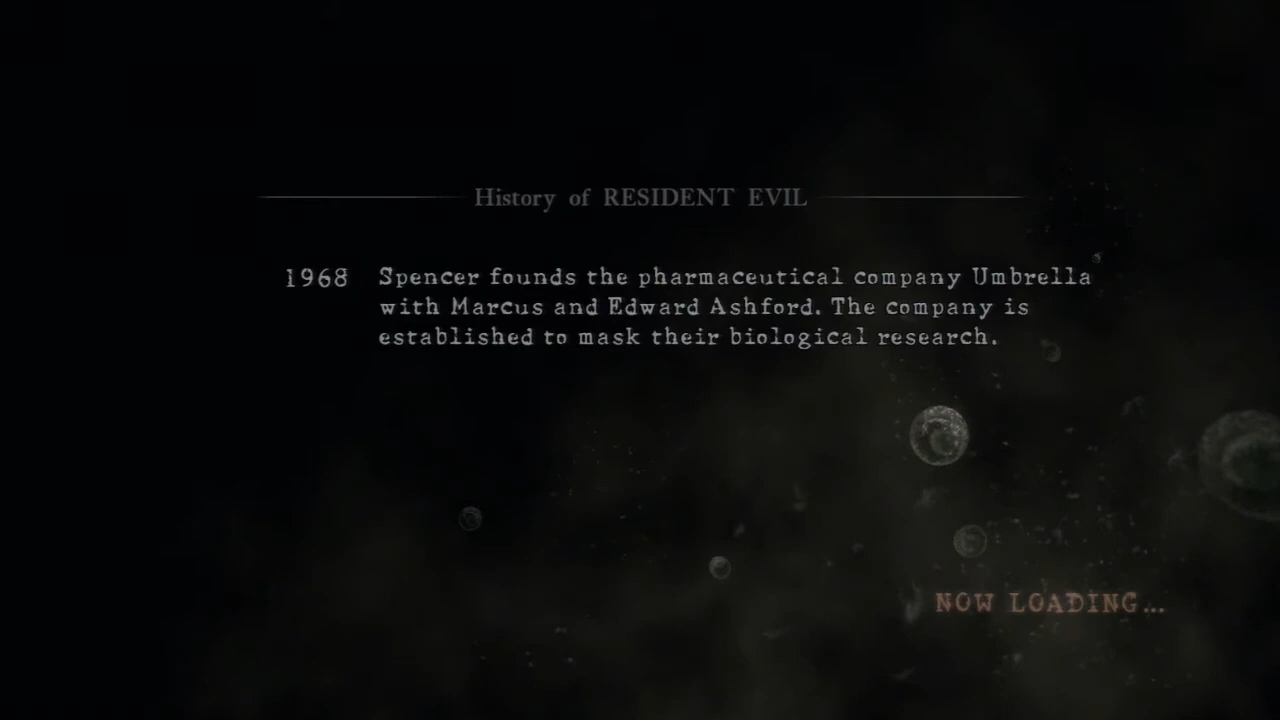 History of RESIDENT EVIL
1968 Spencer founds the pharmaceutical company Umbrella
with Marcus and Edward Ashford. The company is
established to mask their biological research.
NOW LOADING...